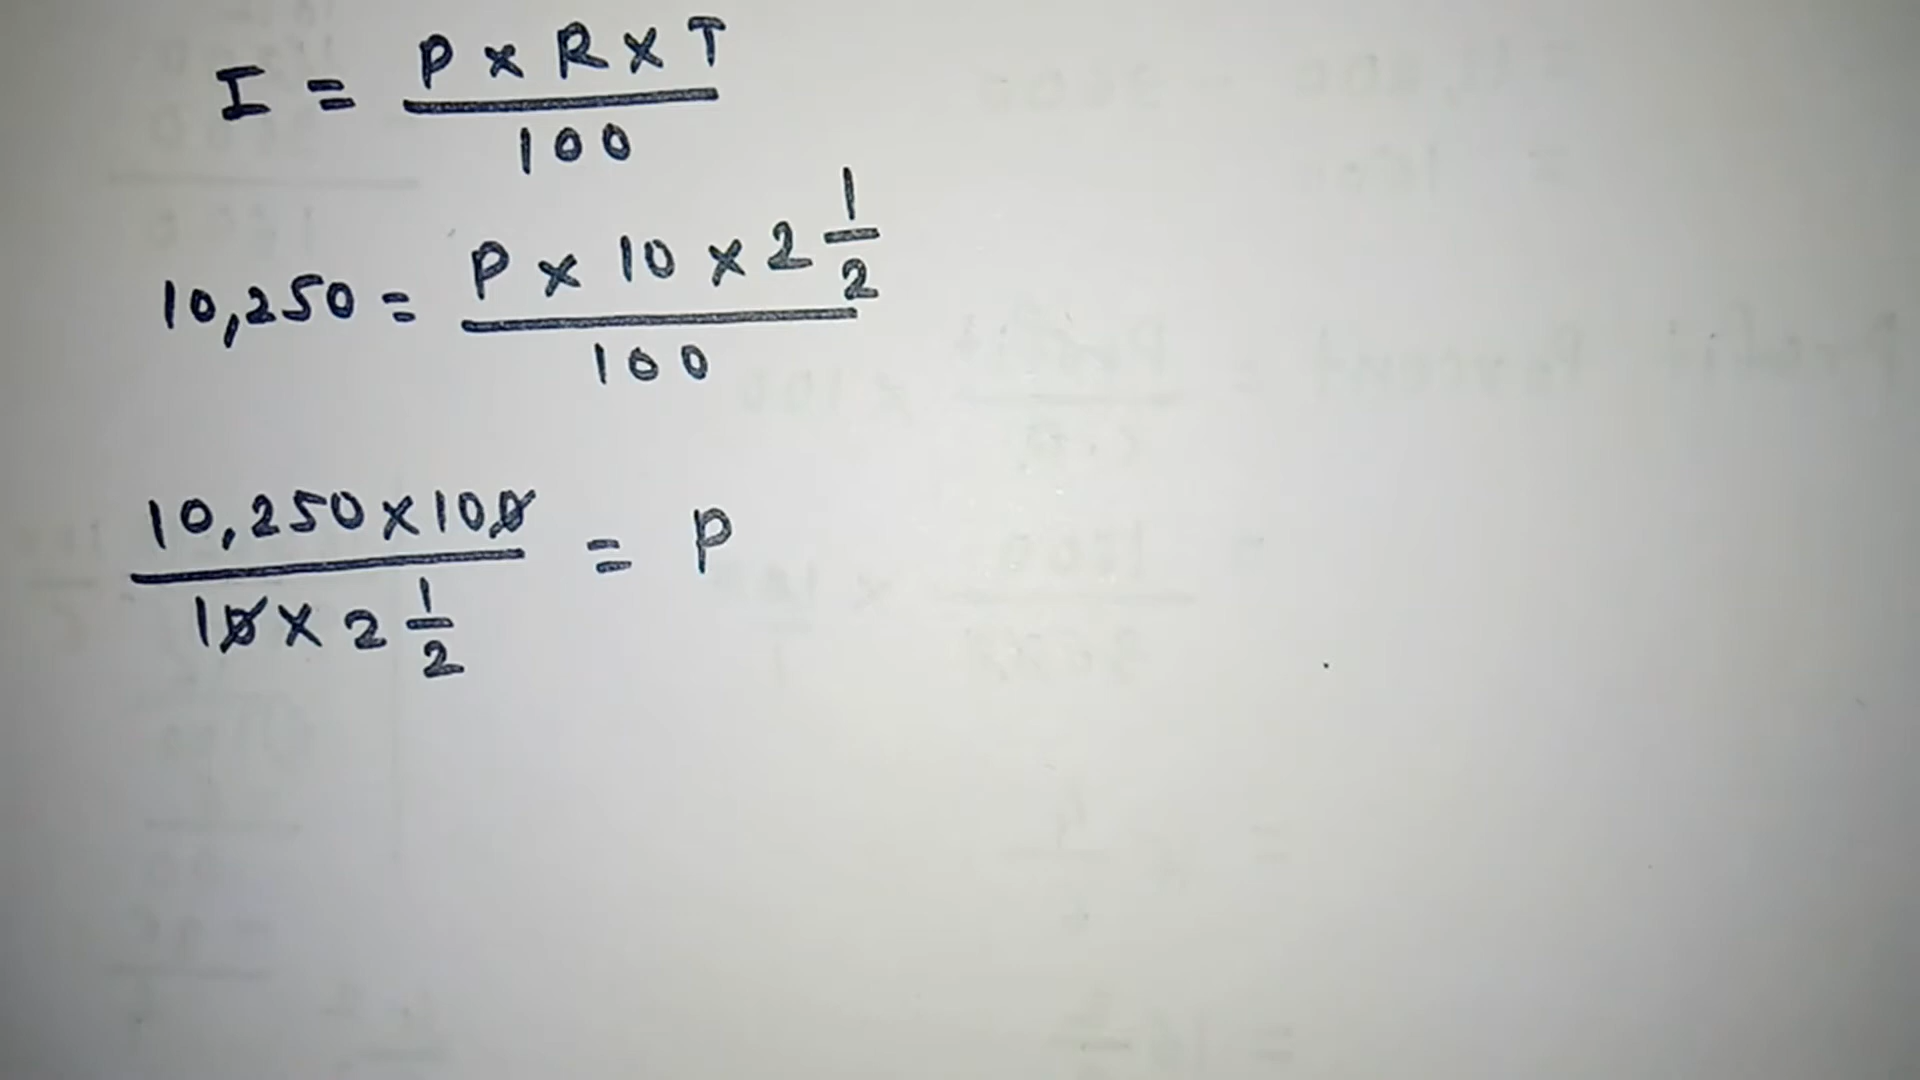 I = P x R x T / 100
10,250 = P x 10 x 2 1/2 / 100
10,250 x 100 / 10 x 2 1/2 = P